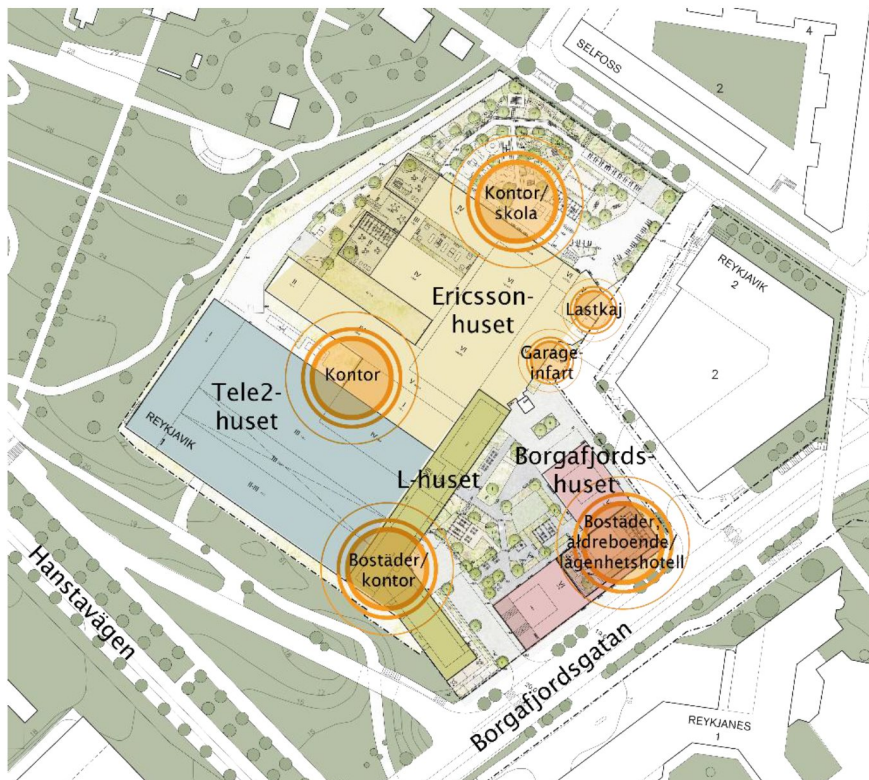 SELFOSS
4
2
Kontor/
skola
REYKJAVIK
2
2
Ericsson-
huset
Lastkaj
Garage-
infart
Kontor
Tele2-
huset
REYKJAVIK
1
L-huset
Borgafjords-
huset
Bostäder
äldreboende/
lägenhetshotell
Bostäder/
kontor
Hanstavägen
Borgafjordsgatan
REYKJANES
1